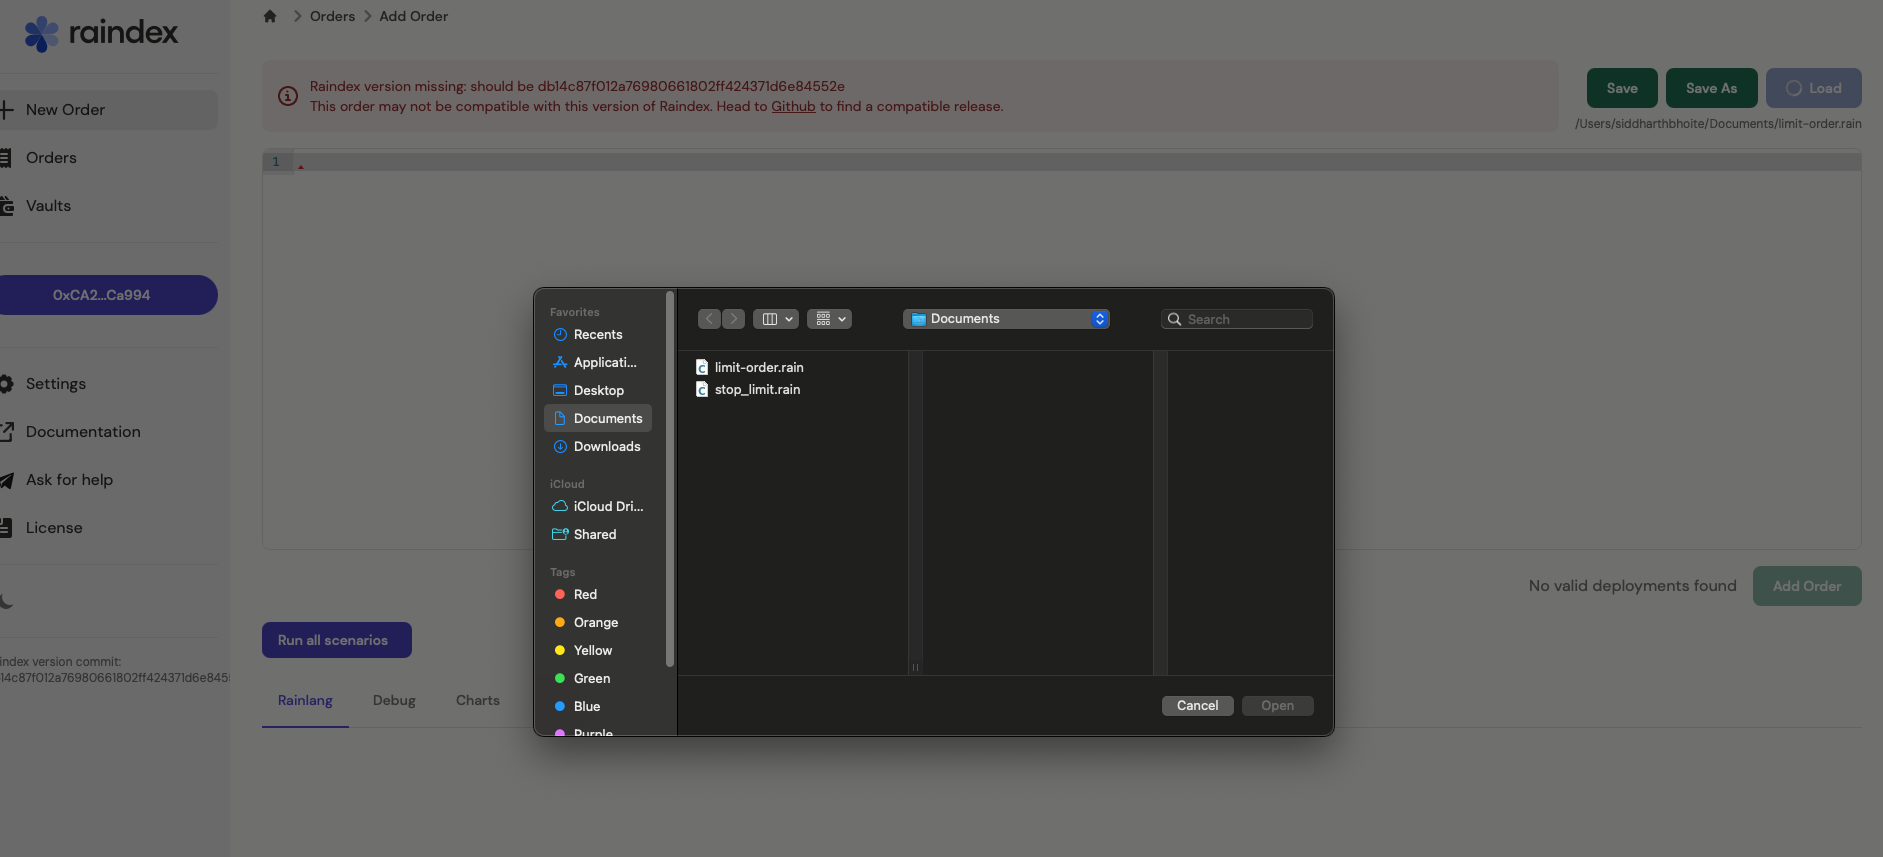 raindex
Orders
Add Order
New Order
Orders
Vaults
0xCA2...Ca994
Settings
Documentation
Ask for help
License
index version commit:
14c87f012a76980661802ff424371d6e845
Raindex version missing: should be db14c87f012a76980661802ff424371d6e84552e
This order may not be compatible with this version of Raindex. Head to Github to find a compatible release.
Save
Save As
Load
/Users/siddharthbhoite/Documents/limit-order.rain
1
No valid deployments found
Add Order
Run all scenarios
Rainlang
Debug
Charts
Favorites
Recents
Applicati...
Desktop
Documents
Downloads
iCloud
iCloud Dri...
Shared
Tags
Red
Orange
Yellow
Green
Blue
Purple
Documents
Search
limit-order.rain
stop_limit.rain
Cancel
Open